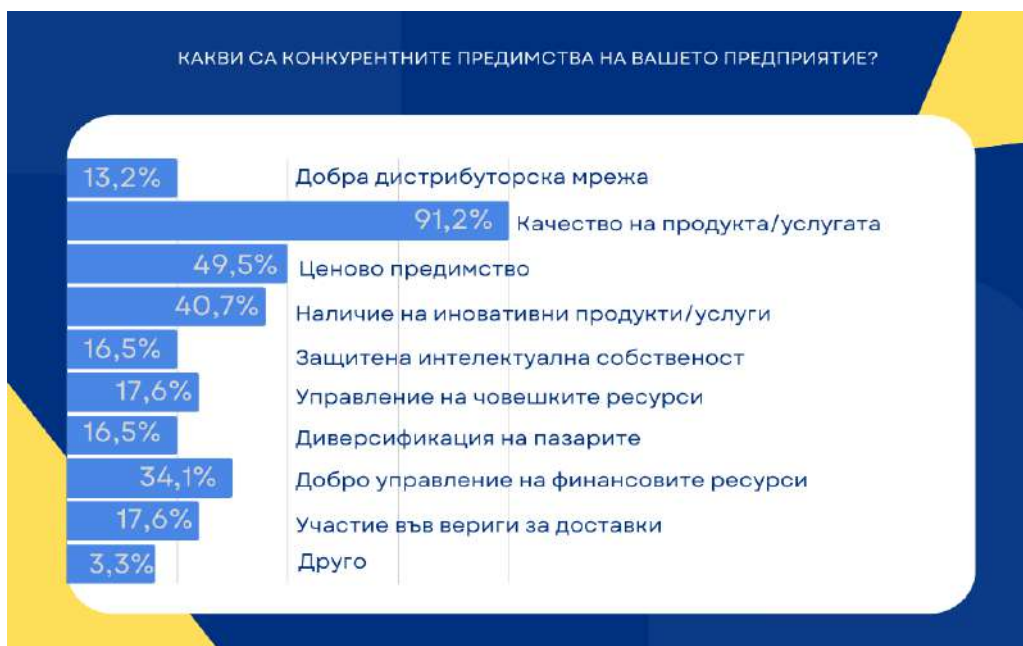 КАКВИ СА КОНКУРЕНТНИТЕ ПРЕДИМСТВА НА ВАШЕТО ПРЕДПРИЯТИЕ?
13,2% Добра дистрибуторска мрежа
91,2% Качество на продукта/услугата
49,5% Ценово предимство
40,7% Наличие на иновативни продукти/услуги
16,5% Защитена интелектуална собственост
17,6% Управление на човешките ресурси
16,5% Диверсификация на пазарите
34,1% Добро управление на финансовите ресурси
17,6% Участие във вериги за доставки
3,3% Друго